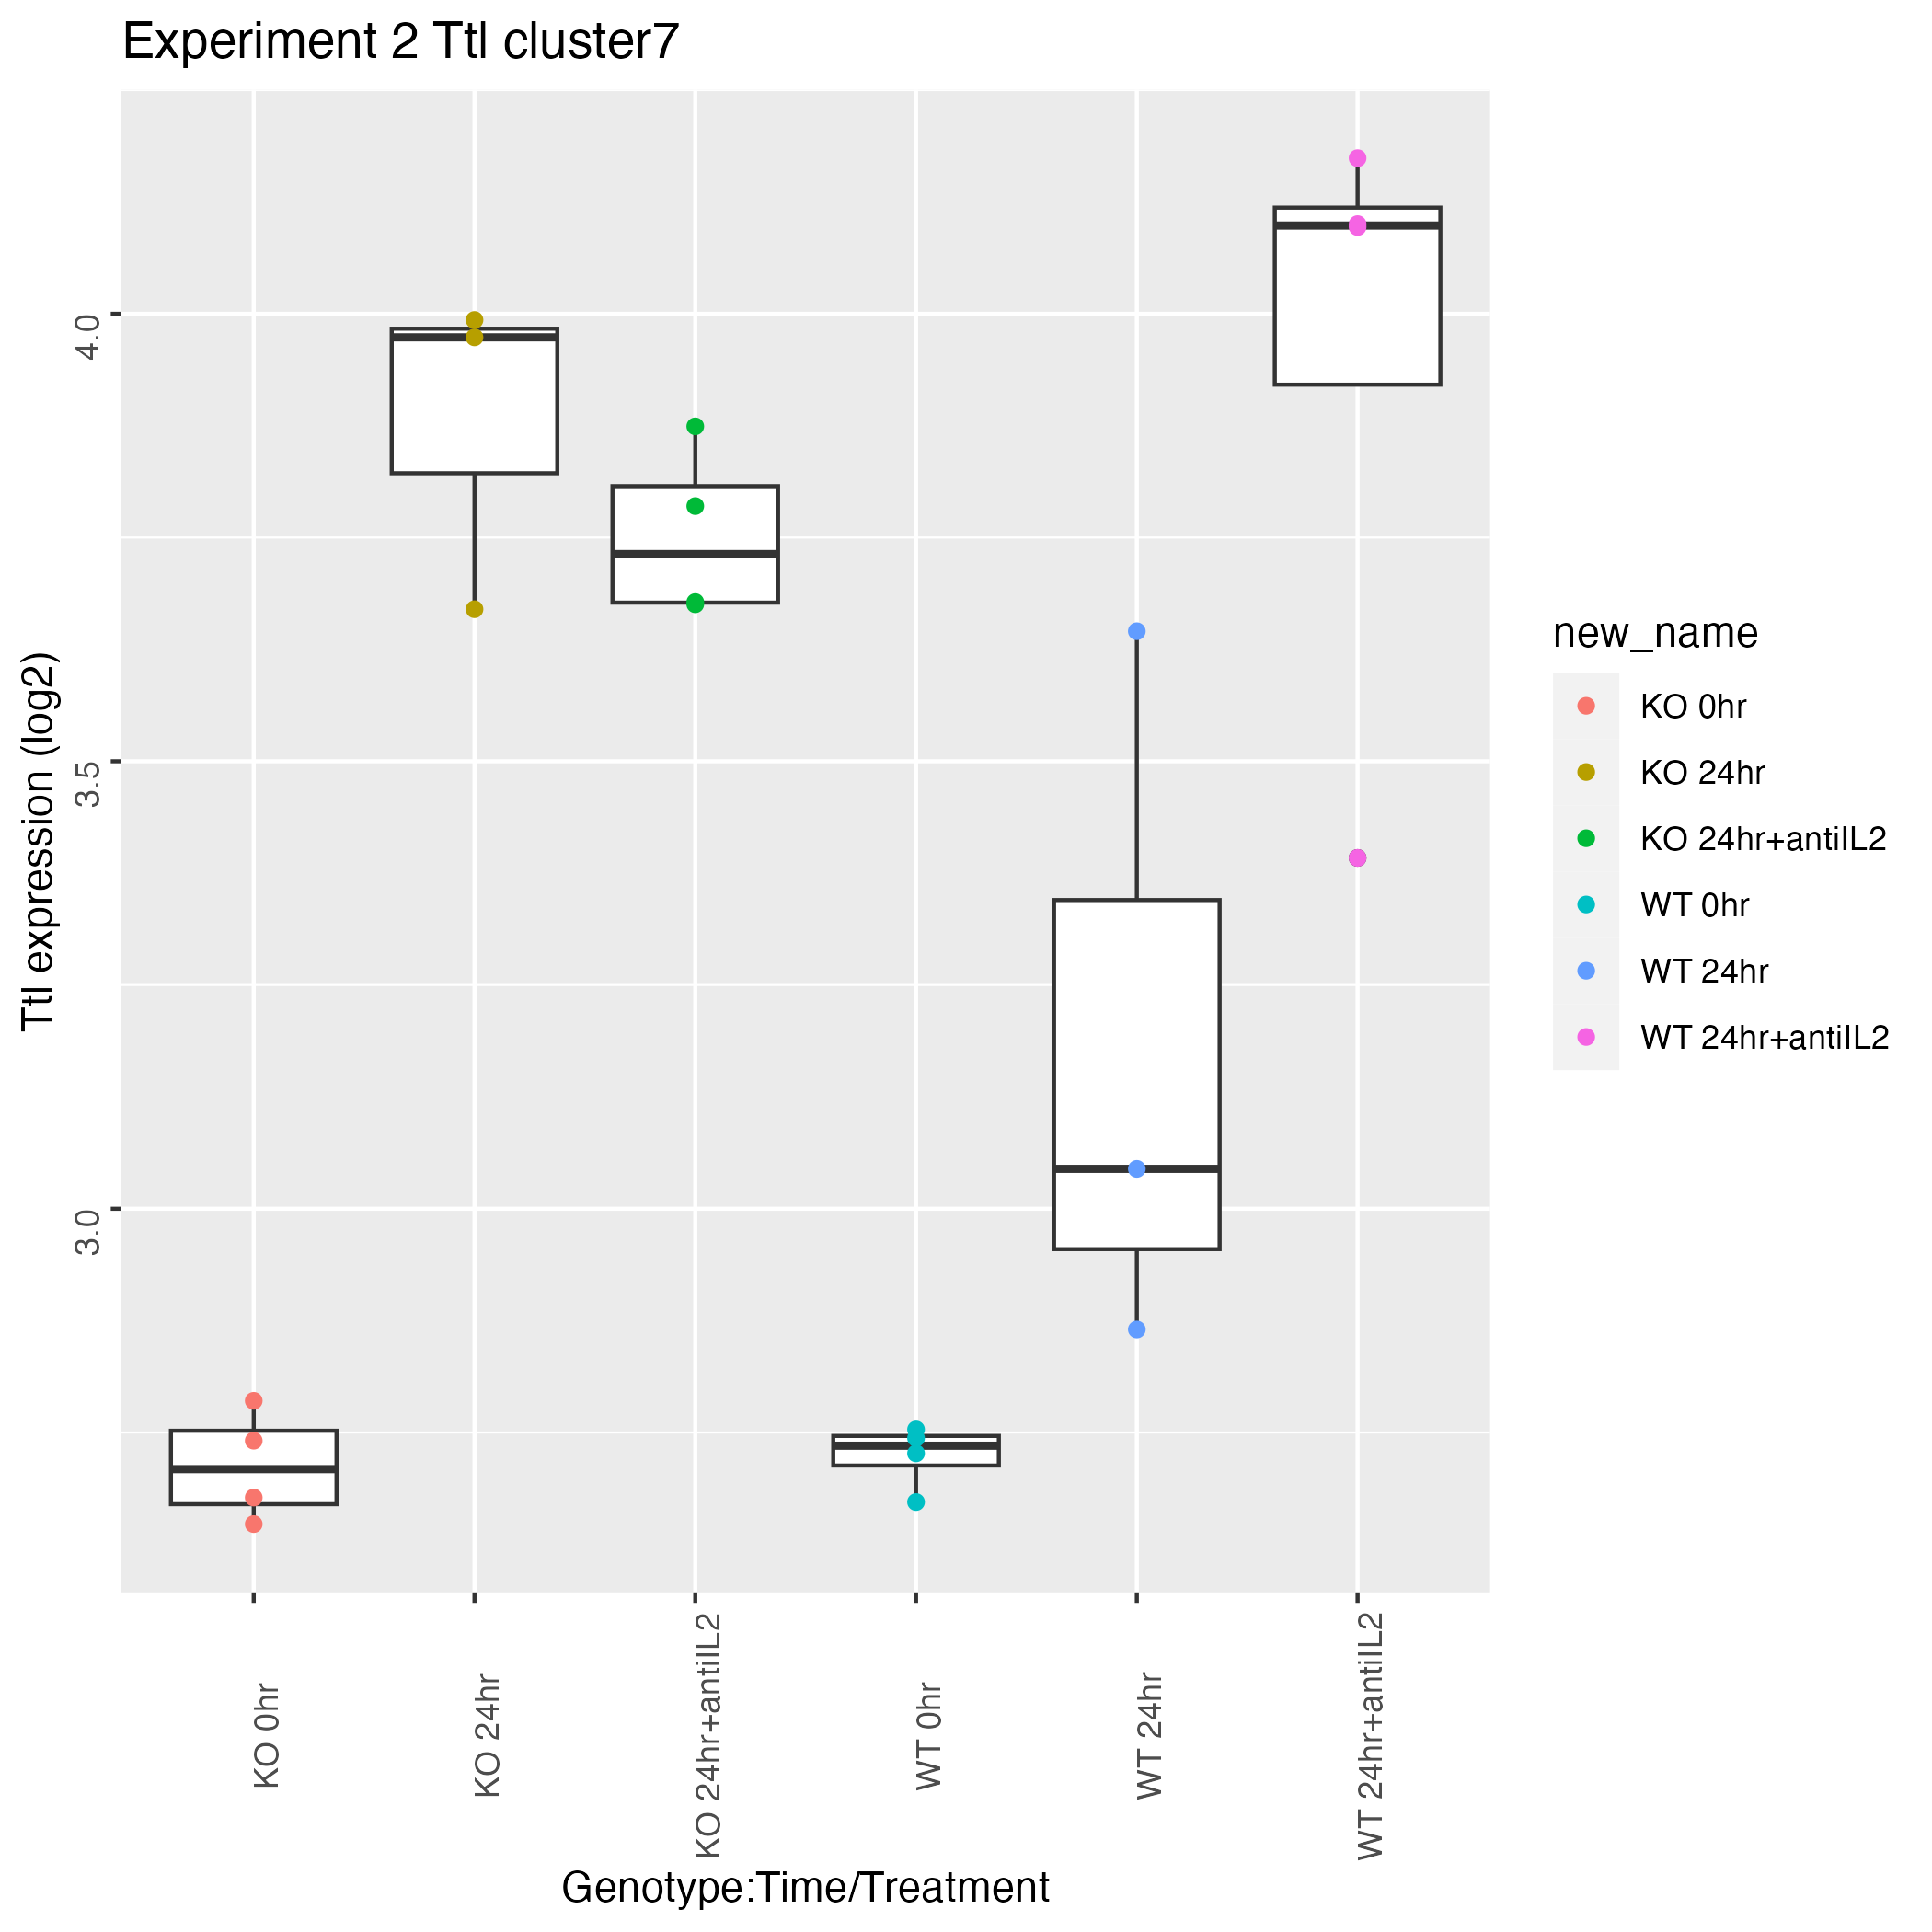 Experiment 2 Ttl cluster7
Ttl expression (log2)
4.0
3.5
3.0
KO 0hr
KO 24hr
KO 24hr+antiIL2
WT 0hr
WT 24hr
WT 24hr+antiIL2
Genotype:Time/Treatment
new_name
KO 0hr
KO 24hr
KO 24hr+antiIL2
WT 0hr
WT 24hr
WT 24hr+antiIL2